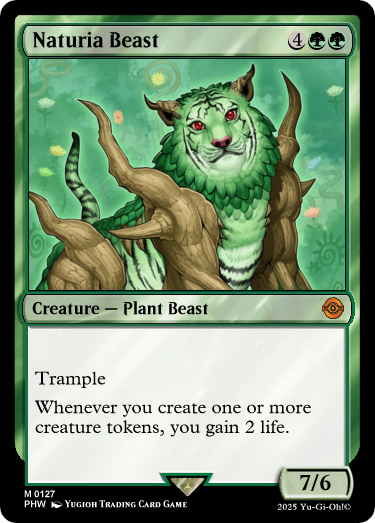 Naturia Beast 4
Creature — Plant Beast
Trample
Whenever you create one or more
creature tokens, you gain 2 life.
7/6
M 0127
PHW Yugioh Trading Card Game
2025 Yu-Gi-Oh!©